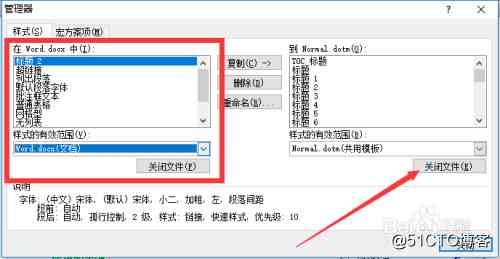 管理器
样式(S)
宏方案项(M)
在 Word.docx 中(I):
标题 2
超链接
列出段落
默认段落字体
批注框文本
普通表格
网格型
无列表
样式的有效范围(V):
Word.docx(文档)
关闭文件(F)
复制(C) ->
删除(D)
重命名(R)...
到 Normal.dotm(O):
TOC 标题
标题
标题 1
标题 2
标题 3
标题 4
标题 5
标题 6
样式的有效范围(P):
Normal.dotm(共用模板)
关闭文件(E)
说明
字体：(中文) 宋体，(默认) 宋体，小二，加粗，左，段落间距
段前：自动
段后：自动，孤行控制，2 级，样式：链接，快速样式，优先级：10
关闭
@51CTO博客